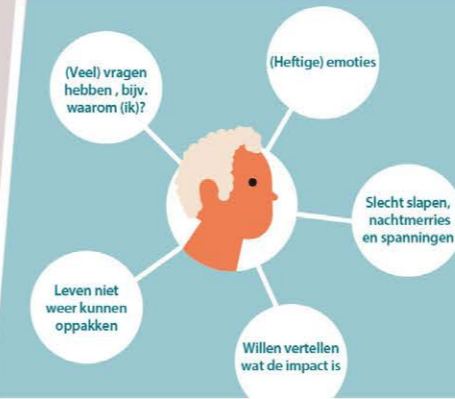 (Veel) vragen
hebben , bijv.
waarom (ik)?
(Heftige) emoties
Slecht slapen,
nachtmerries
en spanningen
Leven niet
weer kunnen
oppakken
Willen vertellen
wat de impact is